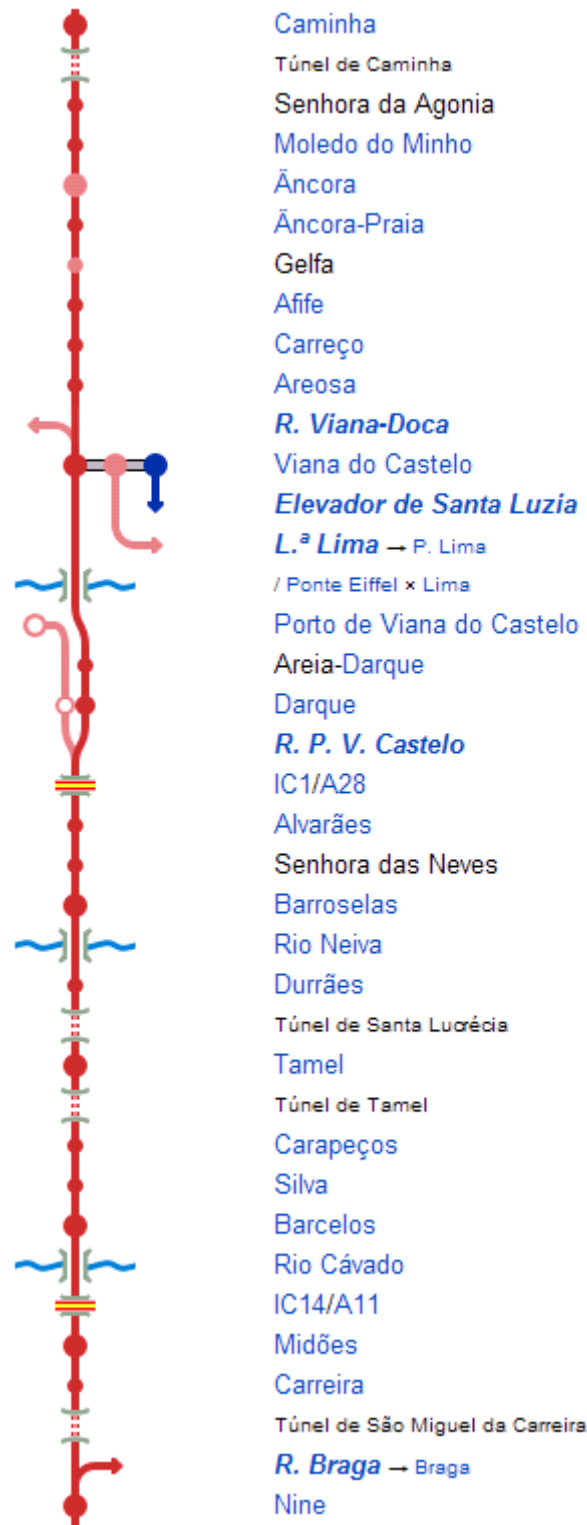 Caminha
Túnel de Caminha
Senhora da Agonia
Moledo do Minho
Âncora
Âncora-Praia
Gelfa
Afife
Carreço
Areosa
R. Viana-Doca
Viana do Castelo
Elevador de Santa Luzia
L.ª Lima → P. Lima
/ Ponte Eiffel × Lima
Porto de Viana do Castelo
Areia-Darque
Darque
R. P. V. Castelo
IC1/A28
Alvarães
Senhora das Neves
Barroselas
Rio Neiva
Durrães
Túnel de Santa Lucrécia
Tamel
Túnel de Tamel
Carapeços
Silva
Barcelos
Rio Cávado
IC14/A11
Midões
Carreira
Túnel de São Miguel da Carreira
R. Braga → Braga
Nine